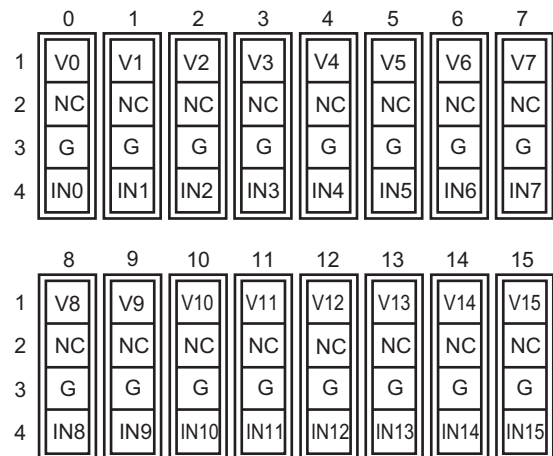 0 1 2 3 4 5 6 7
1 V0 V1 V2 V3 V4 V5 V6 V7
2 NC NC NC NC NC NC NC NC
3 G G G G G G G G
4 IN0 IN1 IN2 IN3 IN4 IN5 IN6 IN7
8 9 10 11 12 13 14 15
1 V8 V9 V10 V11 V12 V13 V14 V15
2 NC NC NC NC NC NC NC NC
3 G G G G G G G G
4 IN8 IN9 IN10 IN11 IN12 IN13 IN14 IN15